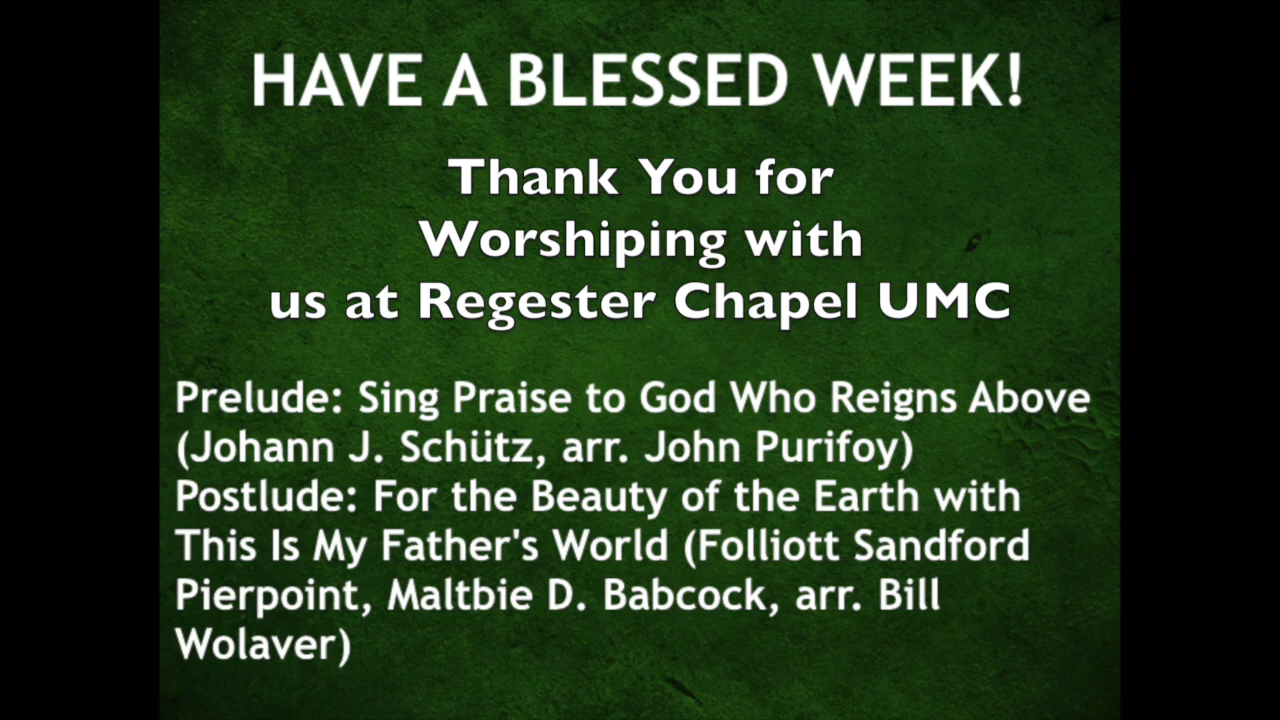 HAVE A BLESSED WEEK!
Thank You for
Worshiping with
us at Regester Chapel UMC
Prelude: Sing Praise to God Who Reigns Above
(Johann J. Schütz, arr. John Purifoy)
Postlude: For the Beauty of the Earth with
This Is My Father's World (Folliott Sandford
Pierpoint, Maltbie D. Babcock, arr. Bill
Wolaver)